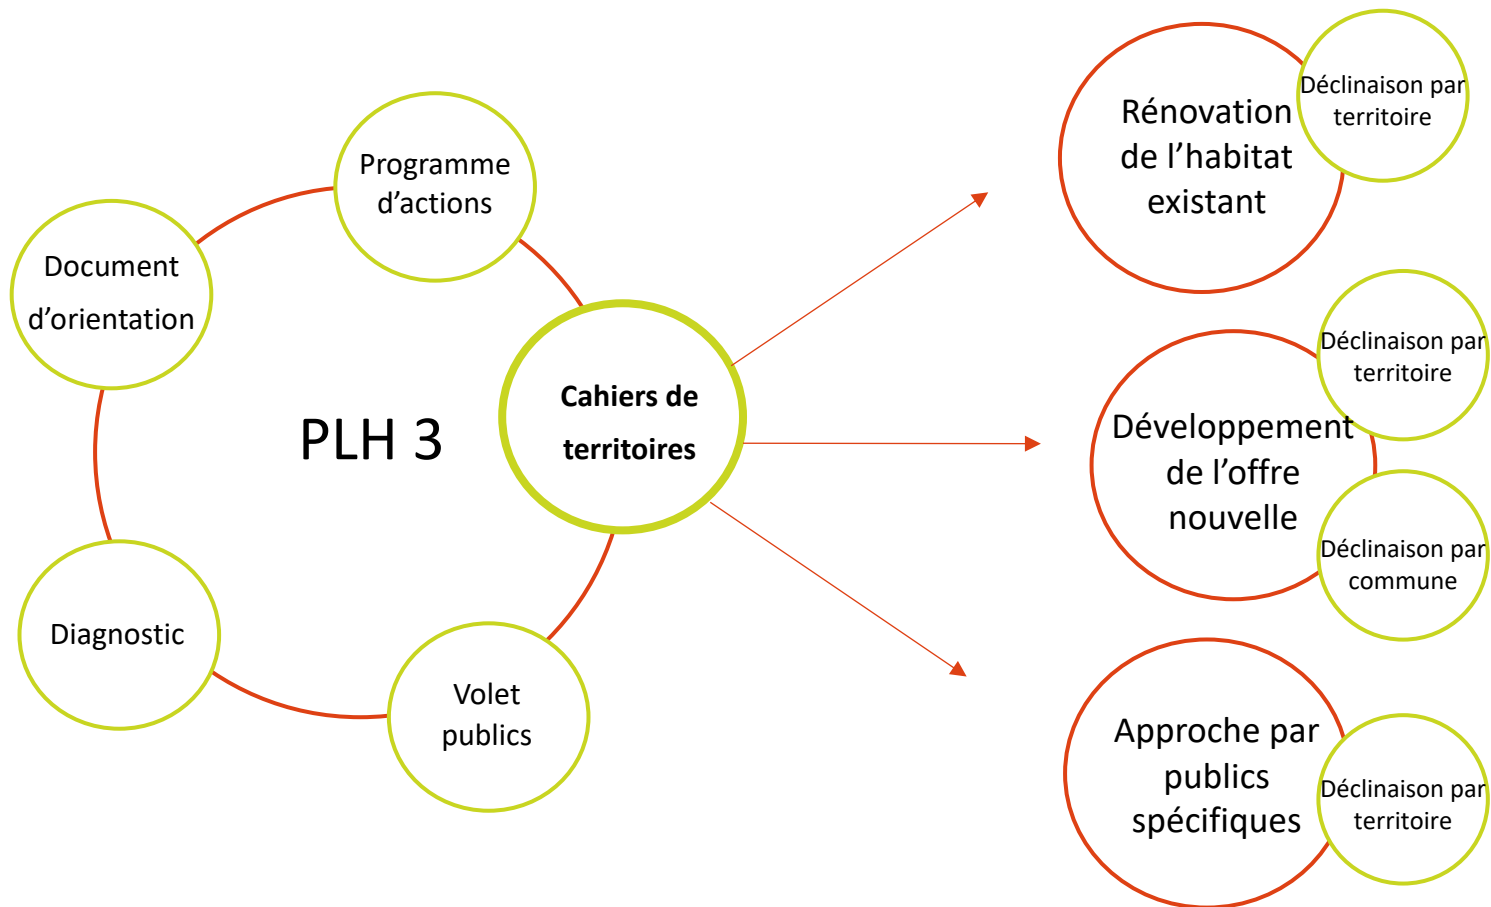 Programme
d’actions
Document
d’orientation
PLH 3
Cahiers de
territoires
Diagnostic
Volet
publics
Rénovation
de l’habitat
existant
Déclinaison par
territoire
Développement
de l’offre
nouvelle
Déclinaison par
territoire
Déclinaison par
commune
Approche par
publics
spécifiques
Déclinaison par
territoire